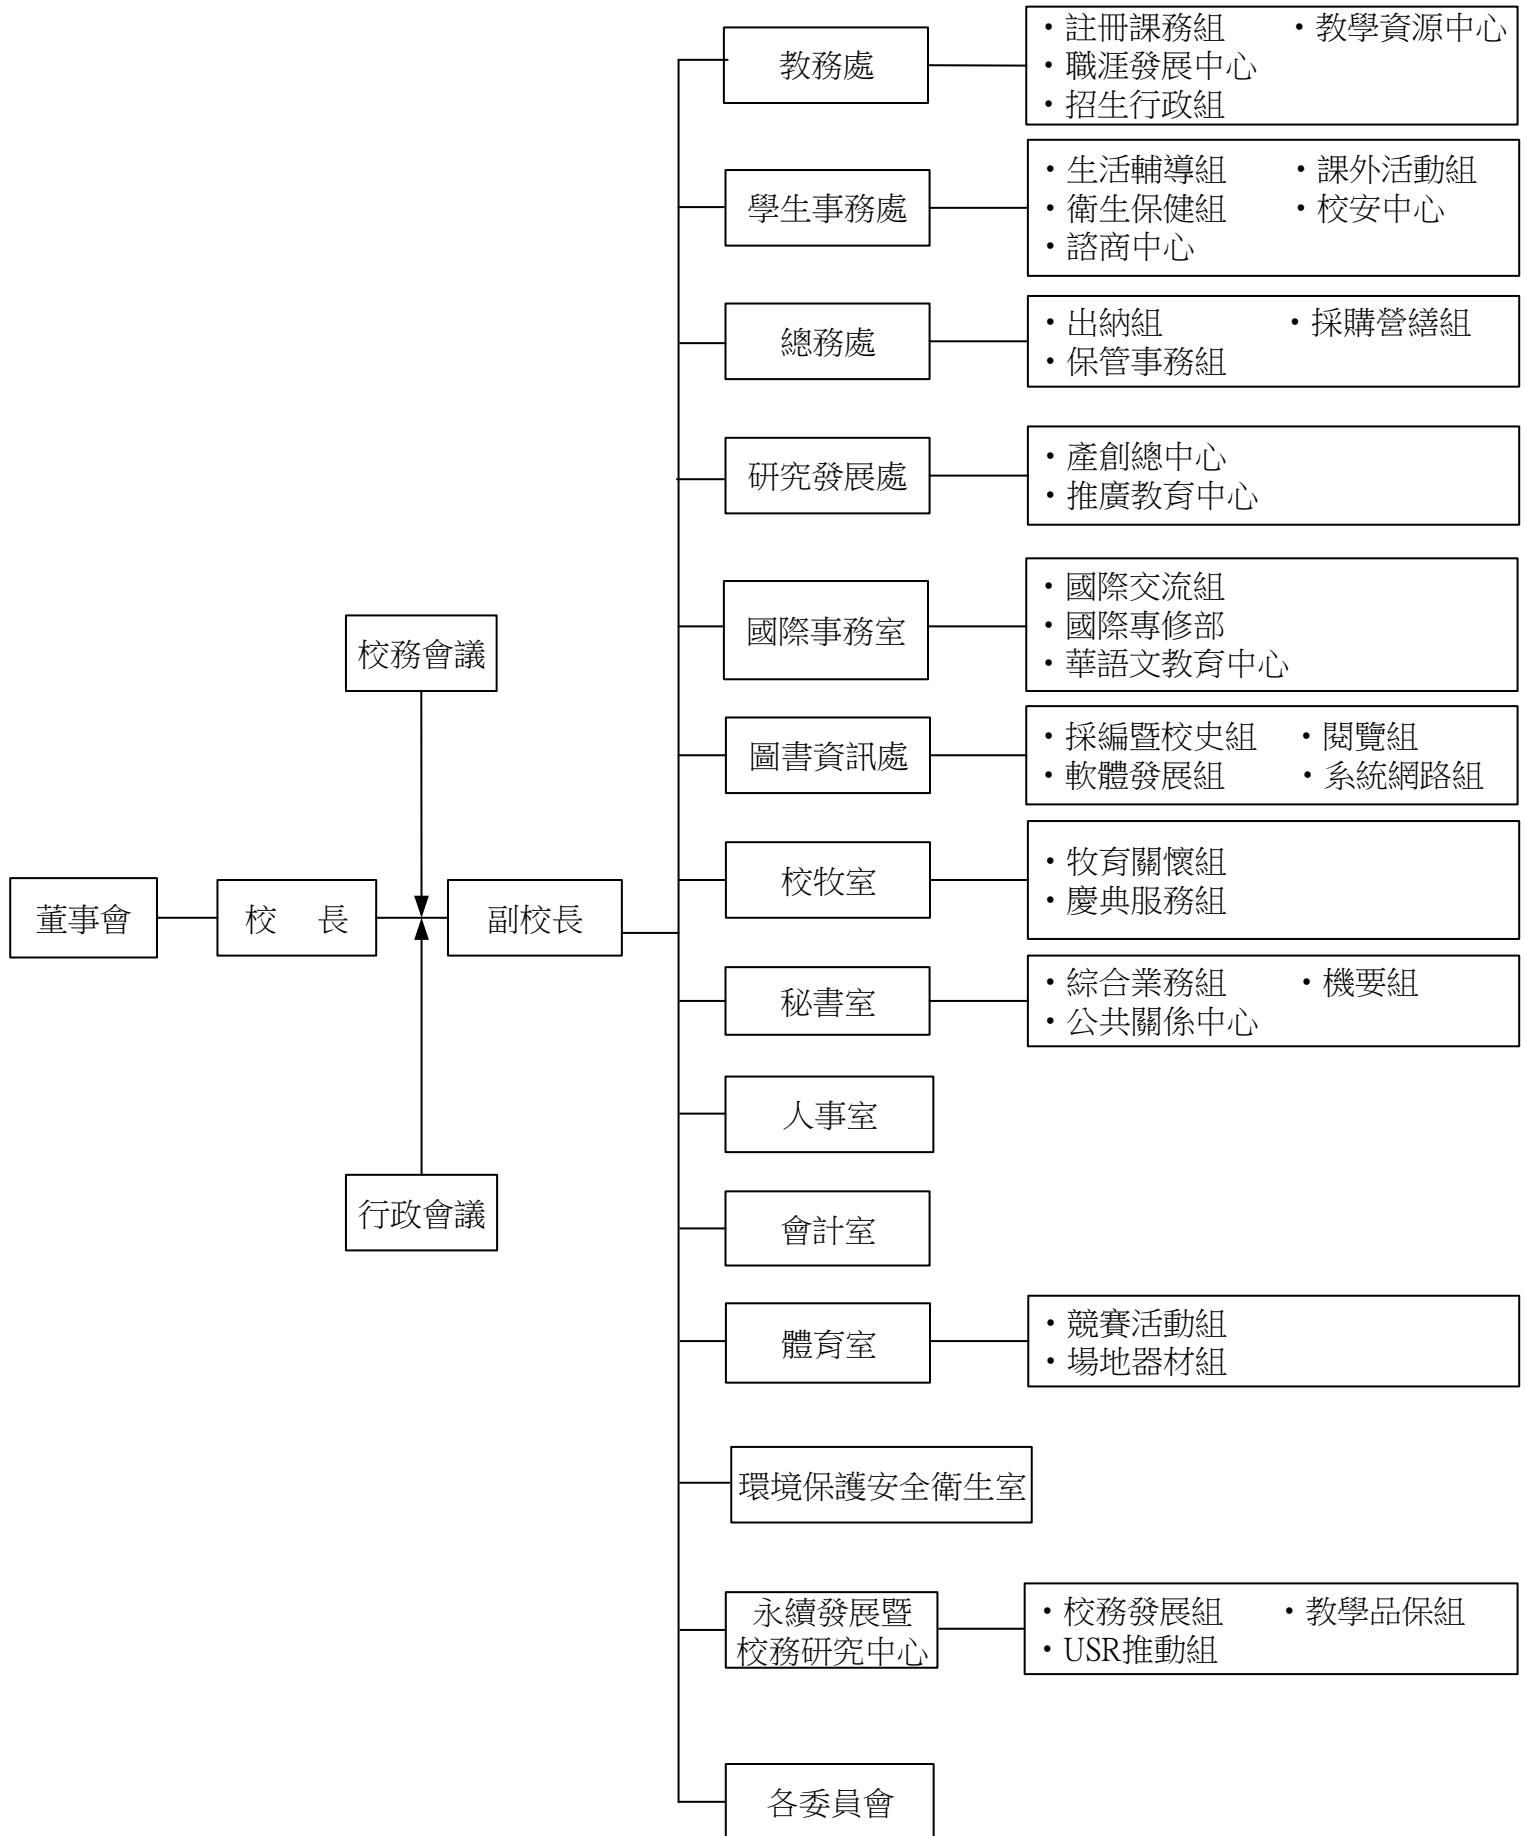 教務處
・註冊課務組 ・教學資源中心
・職涯發展中心
・招生行政組
學生事務處
・生活輔導組 ・課外活動組
・衛生保健組 ・校安中心
・諮商中心
總務處
・出納組 ・採購營繕組
・保管事務組
研究發展處
・產創總中心
・推廣教育中心
國際事務室
・國際交流組
・國際專修部
・華語文教育中心
校務會議
圖書資訊處
・採編暨校史組 ・閱覽組
・軟體發展組 ・系統網路組
校牧室
・牧育關懷組
・慶典服務組
董事會
校 長
副校長
秘書室
・綜合業務組 ・機要組
・公共關係中心
人事室
行政會議
會計室
體育室
・競賽活動組
・場地器材組
環境保護安全衛生室
永續發展暨
校務研究中心
・校務發展組 ・教學品保組
・USR推動組
各委員會